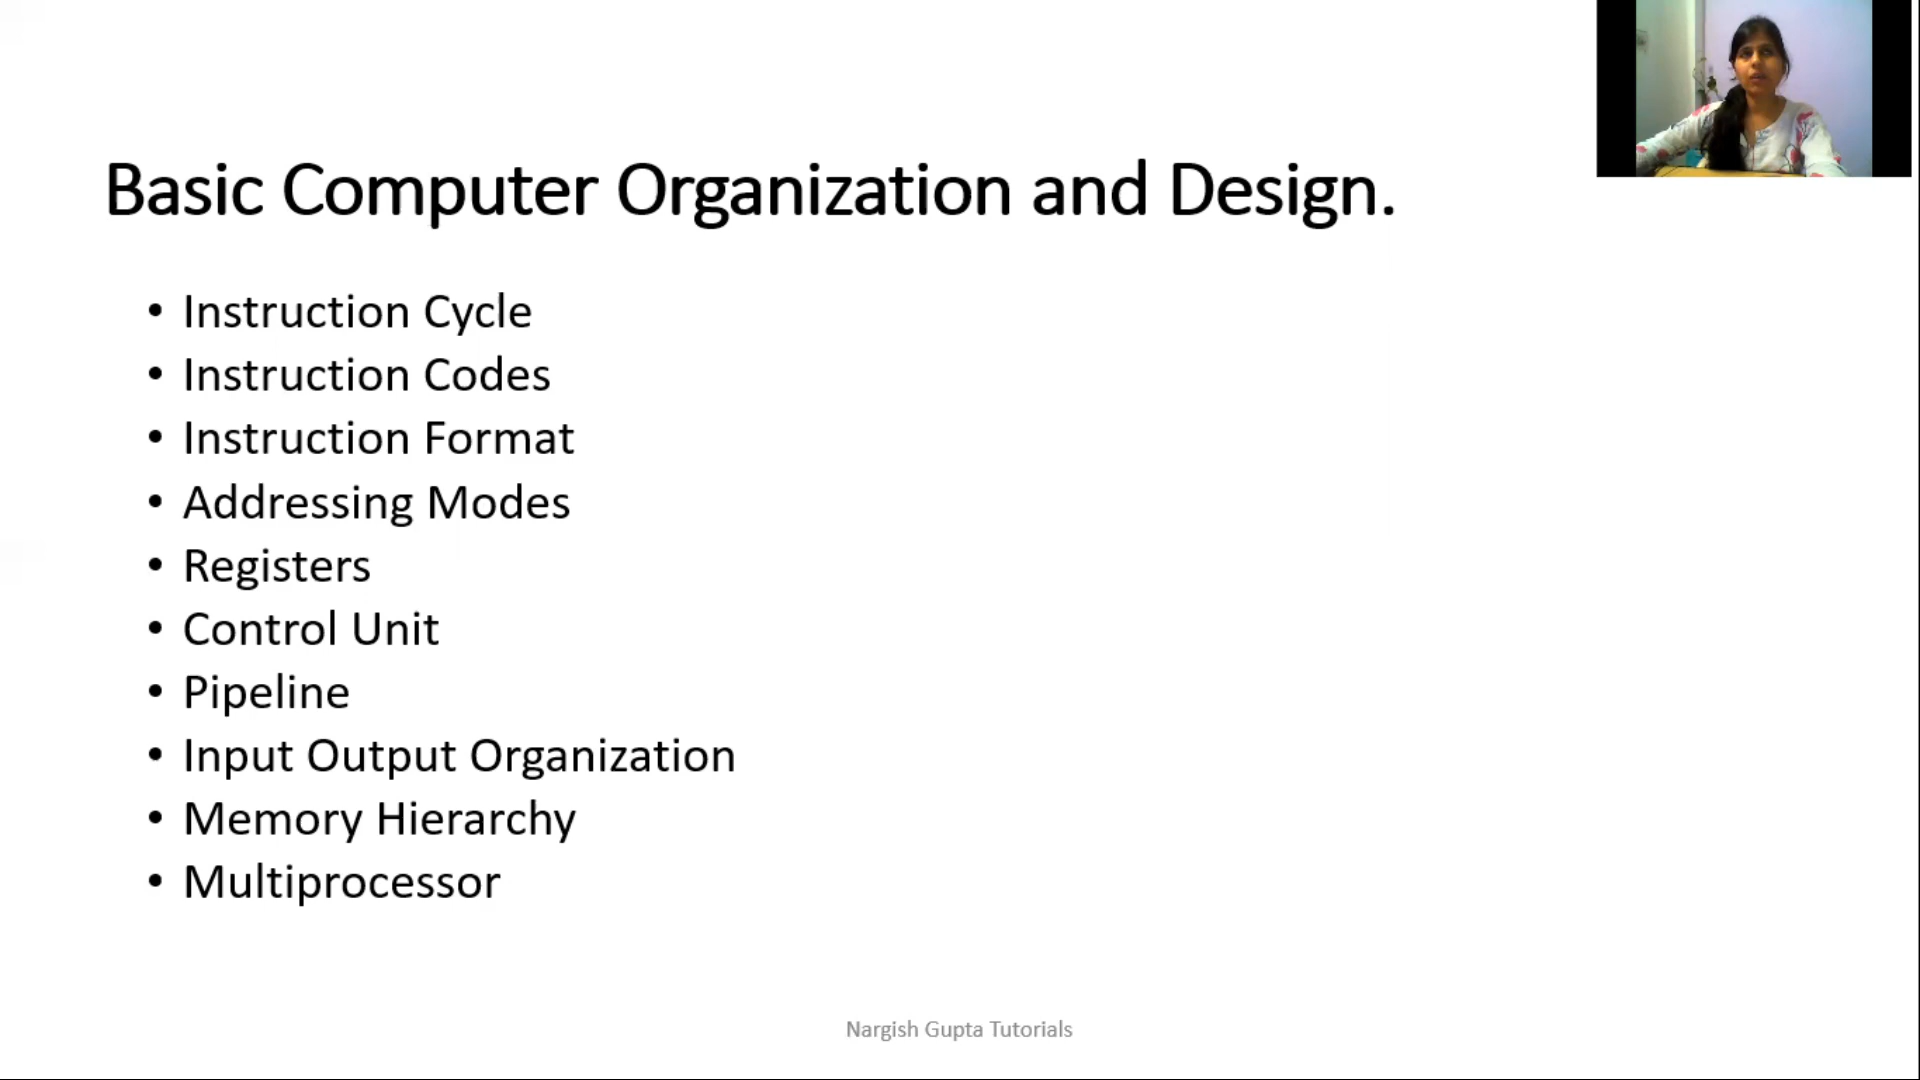 Basic Computer Organization and Design.
• Instruction Cycle
• Instruction Codes
• Instruction Format
• Addressing Modes
• Registers
• Control Unit
• Pipeline
• Input Output Organization
• Memory Hierarchy
• Multiprocessor
Nargish Gupta Tutorials